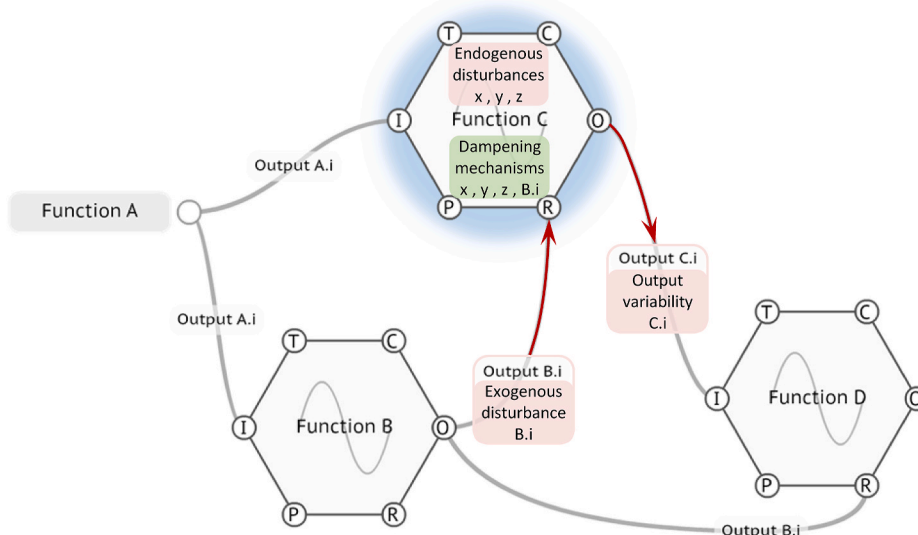 T
C
Endogenous
disturbances
x , y , z
I
Function C
O
Dampening
mechanisms
x , y , z , B.i
P
R
Output A.i
Function A
Output A.i
T
C
I
Function B
O
P
R
Output B.i
Exogenous
disturbance
B.i
Output C.i
Output
variability
C.i
T
C
I
Function D
O
P
R
Output B.i